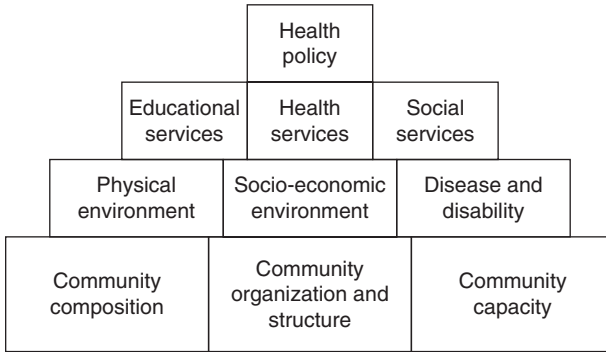 Health
policy
Educational
services
Health
services
Social
services
Physical
environment
Socio-economic
environment
Disease and
disability
Community
composition
Community
organization and
structure
Community
capacity